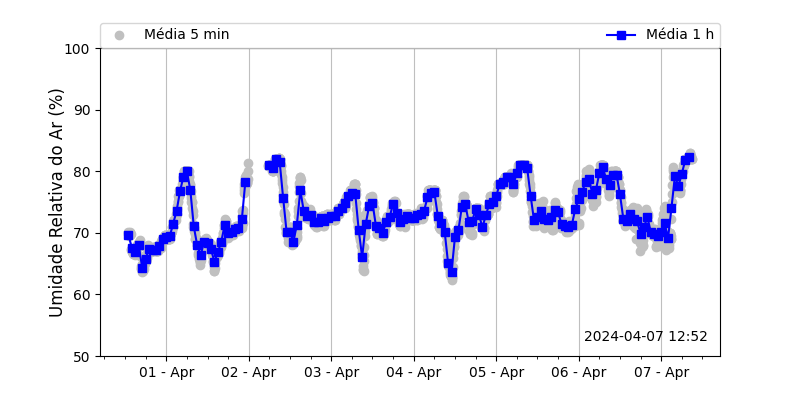 Média 5 min
Média 1 h
Umidade Relativa do Ar (%)
100
90
80
70
60
50
2024-04-07 12:52
01 - Apr
02 - Apr
03 - Apr
04 - Apr
05 - Apr
06 - Apr
07 - Apr